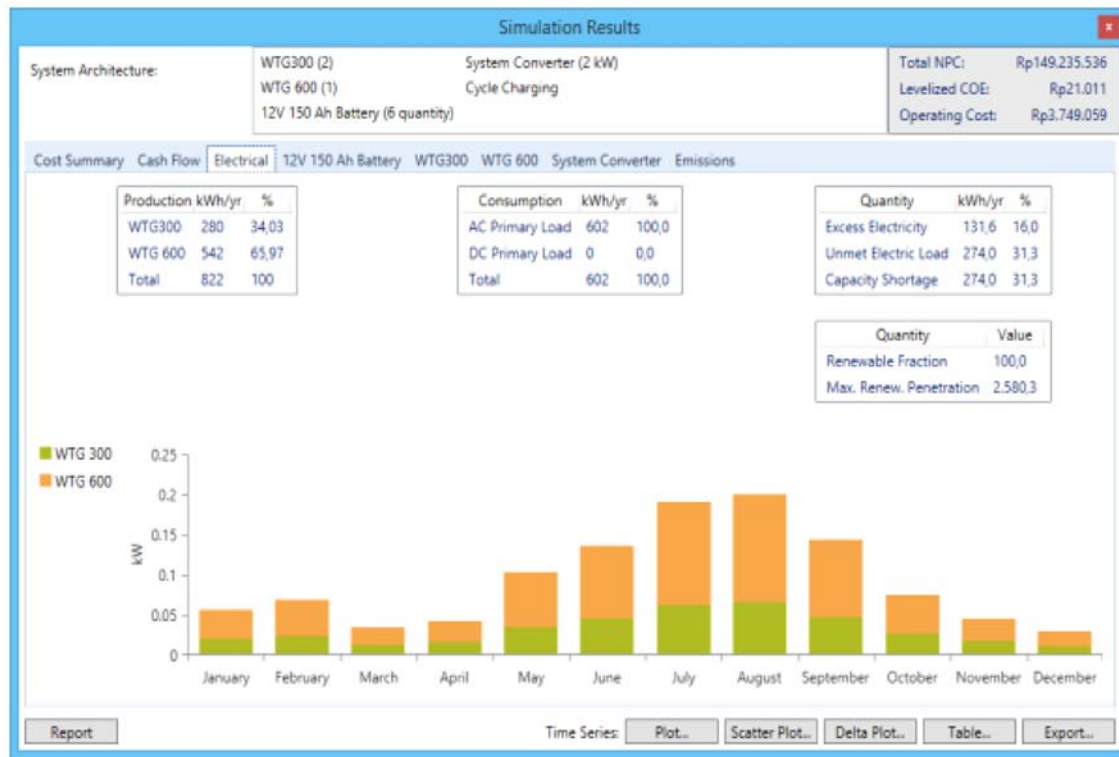 Simulation Results
x
System Architecture:
WTG300 (2) System Converter (2 kW)
WTG 600 (1) Cycle Charging
12V 150 Ah Battery (6 quantity)
Total NPC: Rp149.235.536
Levelized COE: Rp21.011
Operating Cost: Rp3.749.059
Cost Summary Cash Flow Electrical 12V 150 Ah Battery WTG300 WTG 600 System Converter Emissions
Production kWh/yr %
WTG300 280 34,03
WTG 600 542 65,97
Total 822 100
Consumption kWh/yr %
AC Primary Load 602 100,0
DC Primary Load 0 0,0
Total 602 100,0
Quantity kWh/yr %
Excess Electricity 131,6 16,0
Unmet Electric Load 274,0 31,3
Capacity Shortage 274,0 31,3
Quantity Value
Renewable Fraction 100,0
Max. Renew. Penetration 2.580,3
WTG 300
WTG 600
kW
0.25
0.2
0.15
0.1
0.05
0
January February March April May June July August September October November December
Report Time Series: Plot... Scatter Plot... Delta Plot... Table... Export...